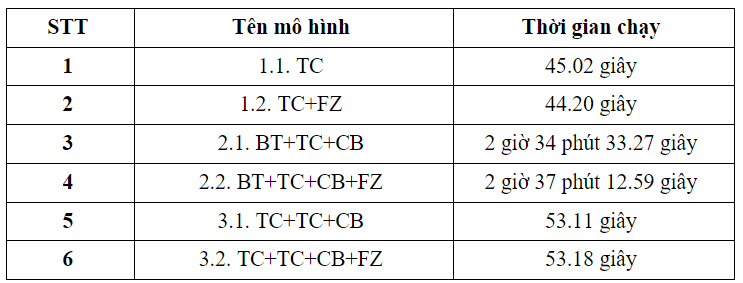 STT Tên mô hình Thời gian chạy
1 1.1. TC 45.02 giây
2 1.2. TC+FZ 44.20 giây
3 2.1. BT+TC+CB 2 giờ 34 phút 33.27 giây
4 2.2. BT+TC+CB+FZ 2 giờ 37 phút 12.59 giây
5 3.1. TC+TC+CB 53.11 giây
6 3.2. TC+TC+CB+FZ 53.18 giây